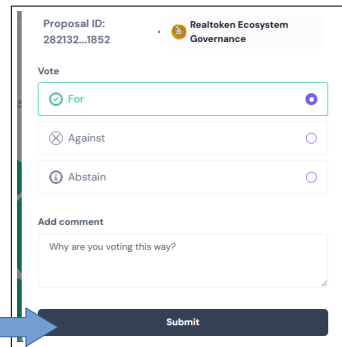 Proposal ID:
282132...1852
Realtoken Ecosystem
Governance
Vote
For
Against
Abstain
Add comment
Why are you voting this way?
Submit